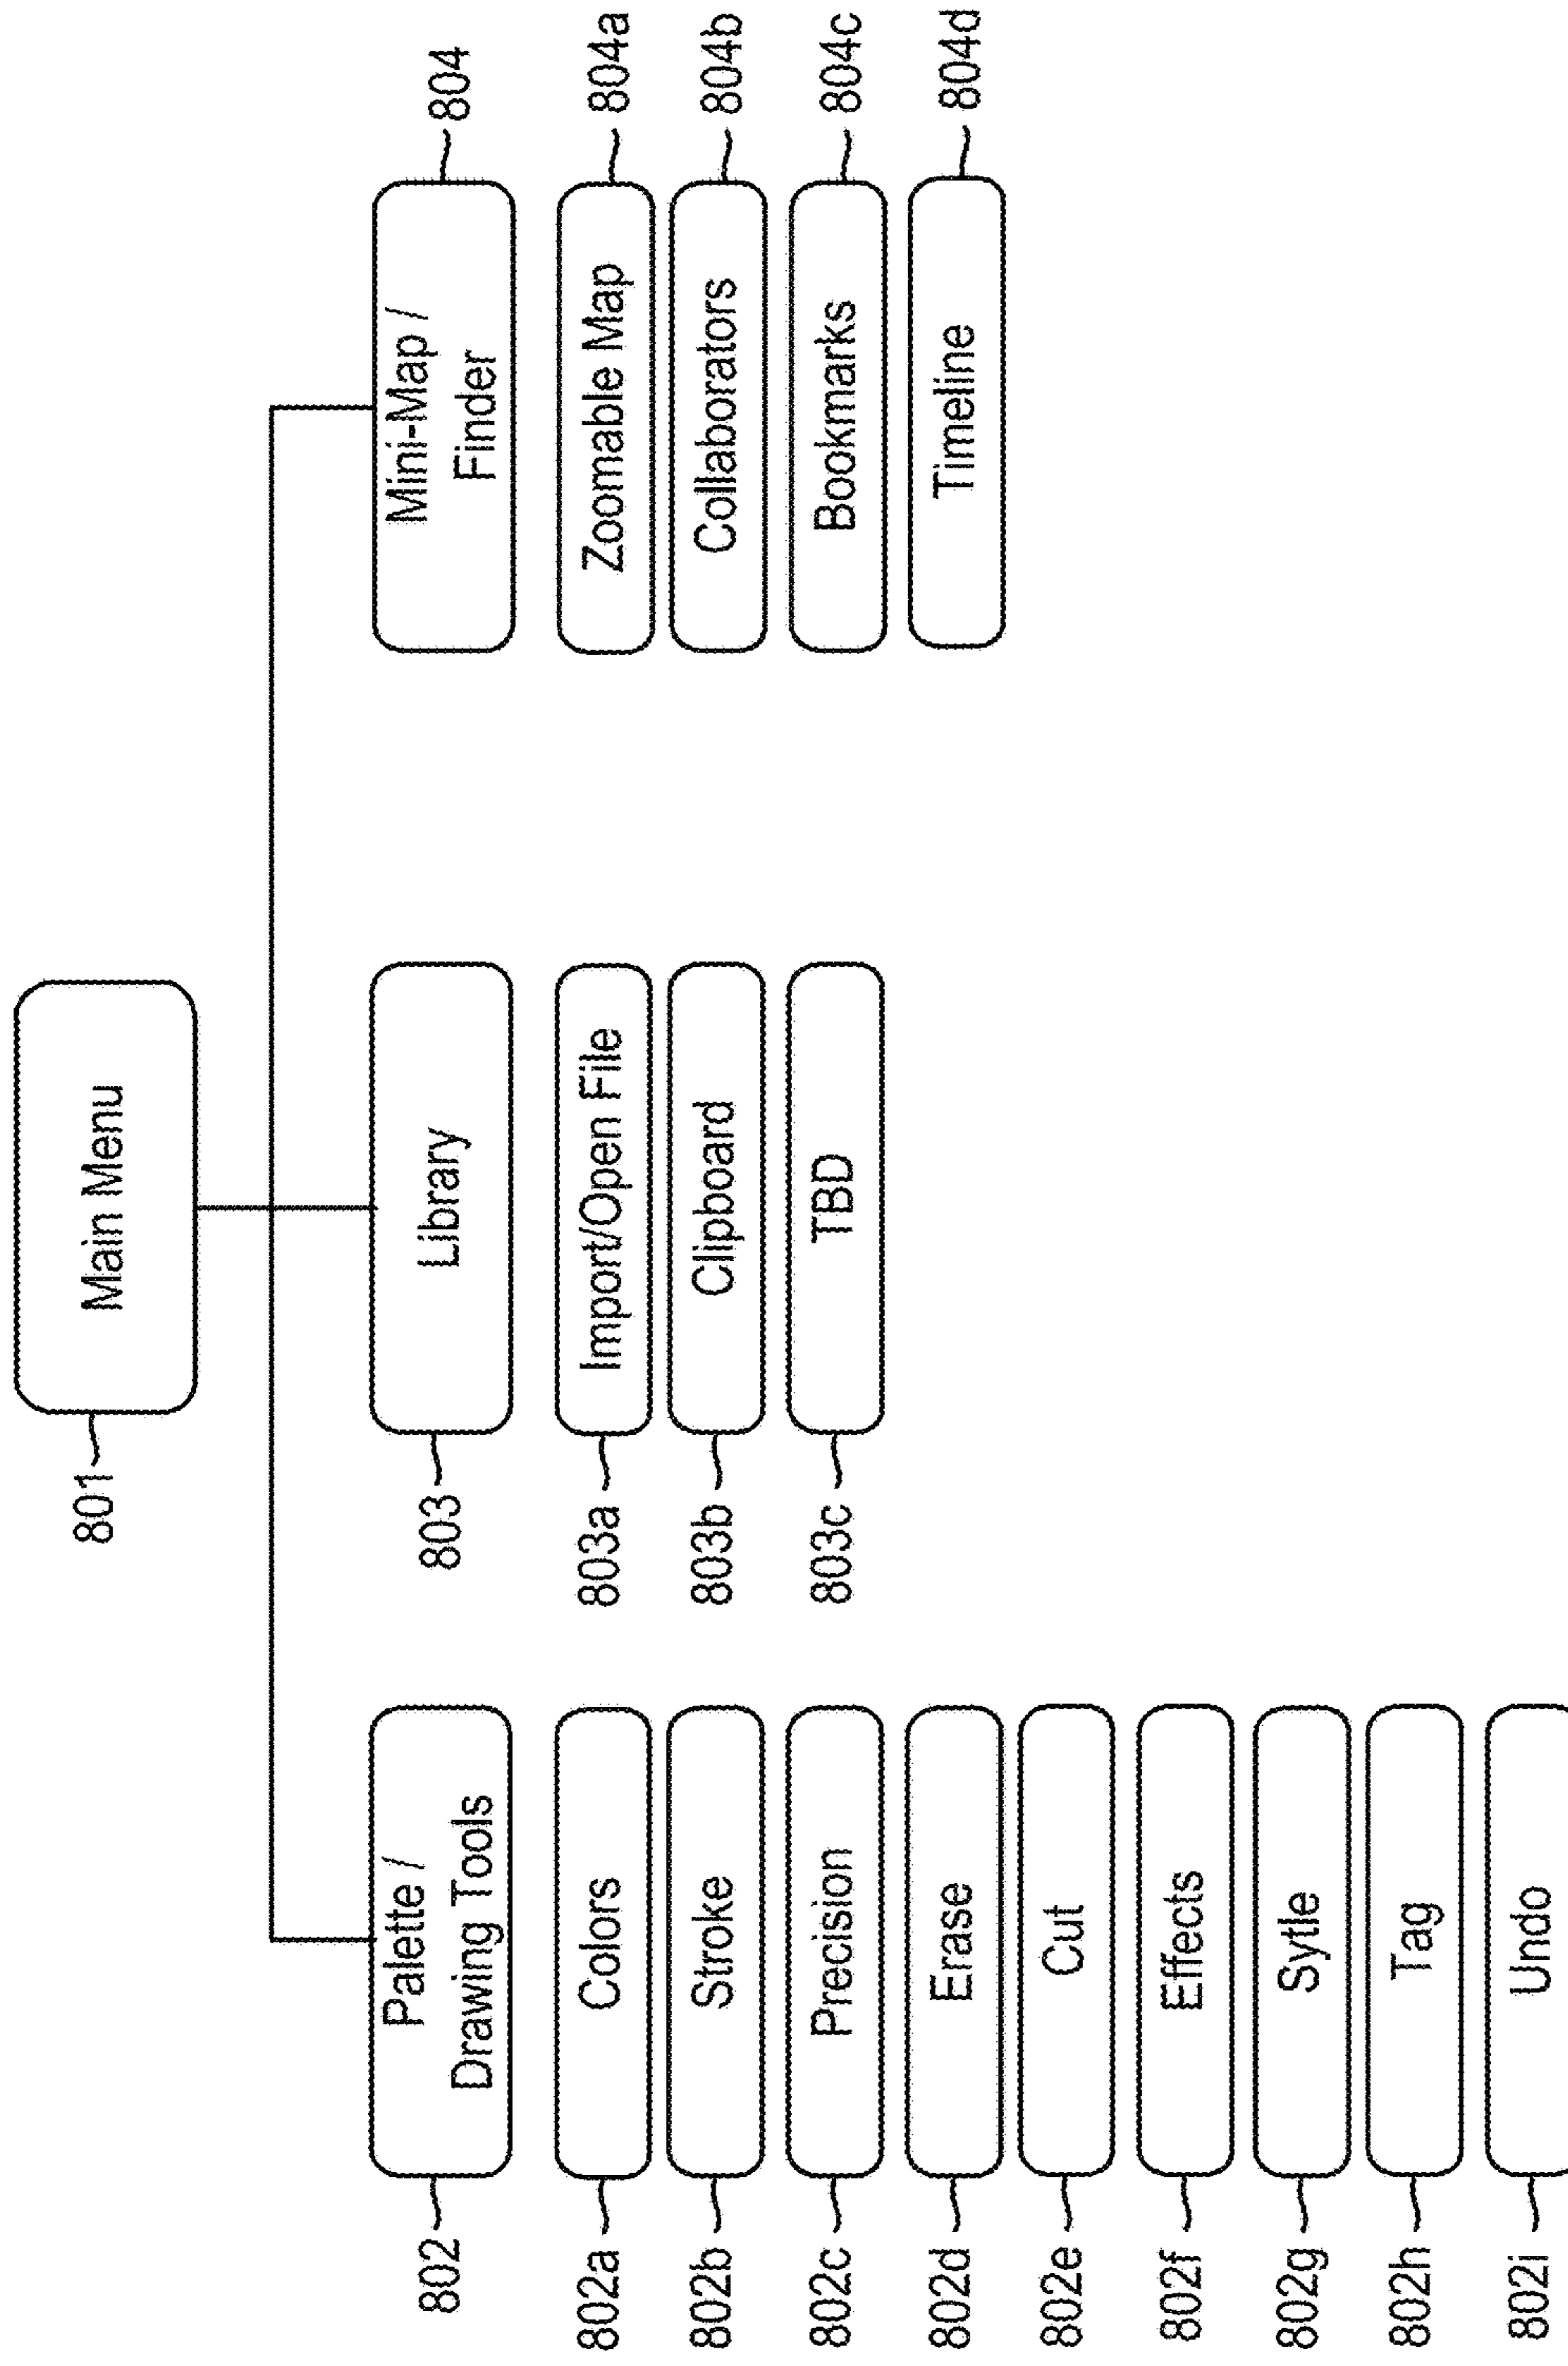 Main Menu
801
Palette /
Drawing Tools
802
Colors
802a
Stroke
802b
Precision
802c
Erase
802d
Cut
802e
Effects
802f
Sytle
802g
Tag
802h
Undo
802i
Library
803
Import/Open File
803a
Clipboard
803b
TBD
803c
Mini-Map /
Finder
804
Zoomable Map
804a
Collaborators
804b
Bookmarks
804c
Timeline
804d